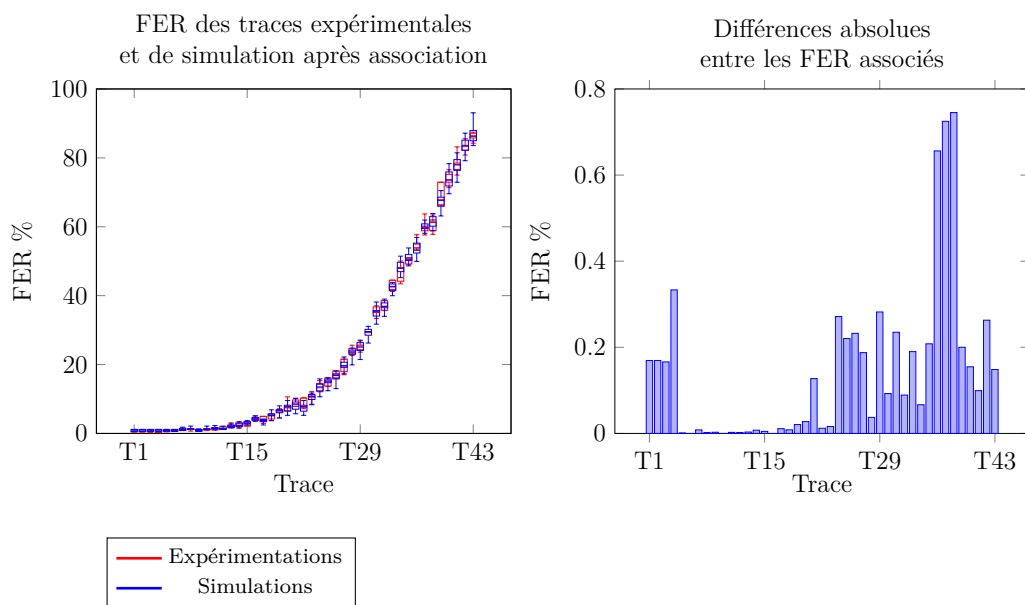 FER des traces expérimentales
et de simulation après association
100
80
60
40
20
0
FER %
T1
T15
T29
T43
Trace
Différences absolues
entre les FER associés
0.8
0.6
0.4
0.2
0
FER %
T1
T15
T29
T43
Trace
Expérimentations
Simulations